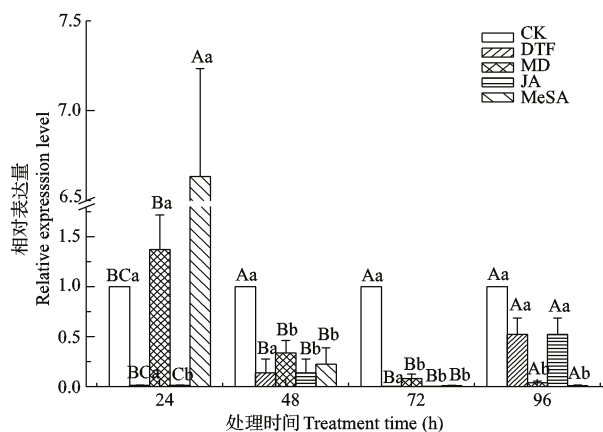 7.5
CK
DTF
MD
JA
MeSA
Aa
7.0
6.5
相对表达量
Relative expresssion level
Ba
1.5
BCa Aa Aa Aa
1.0
Aa Aa
0.5
Ba Bb Bb Bb
BCa Cb Ba Bb Bb Bb Ab Ab
0.0
24 48 72 96
处理时间 Treatment time (h)